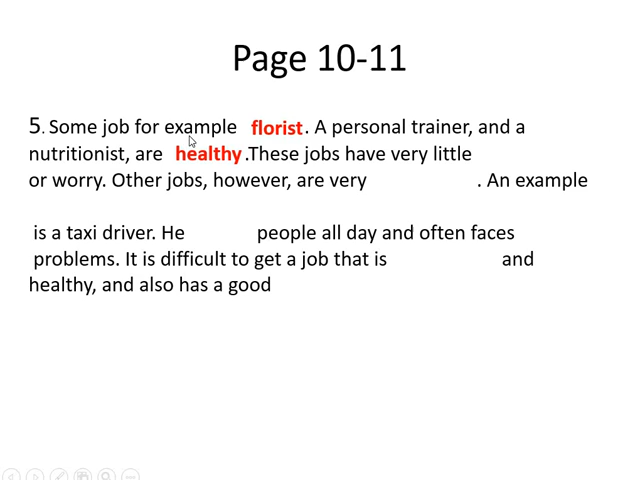 Page 10-11
5. Some job for example florist. A personal trainer, and a
nutritionist, are healthy.These jobs have very little
or worry. Other jobs, however, are very . An example
is a taxi driver. He people all day and often faces
problems. It is difficult to get a job that is and
healthy, and also has a good